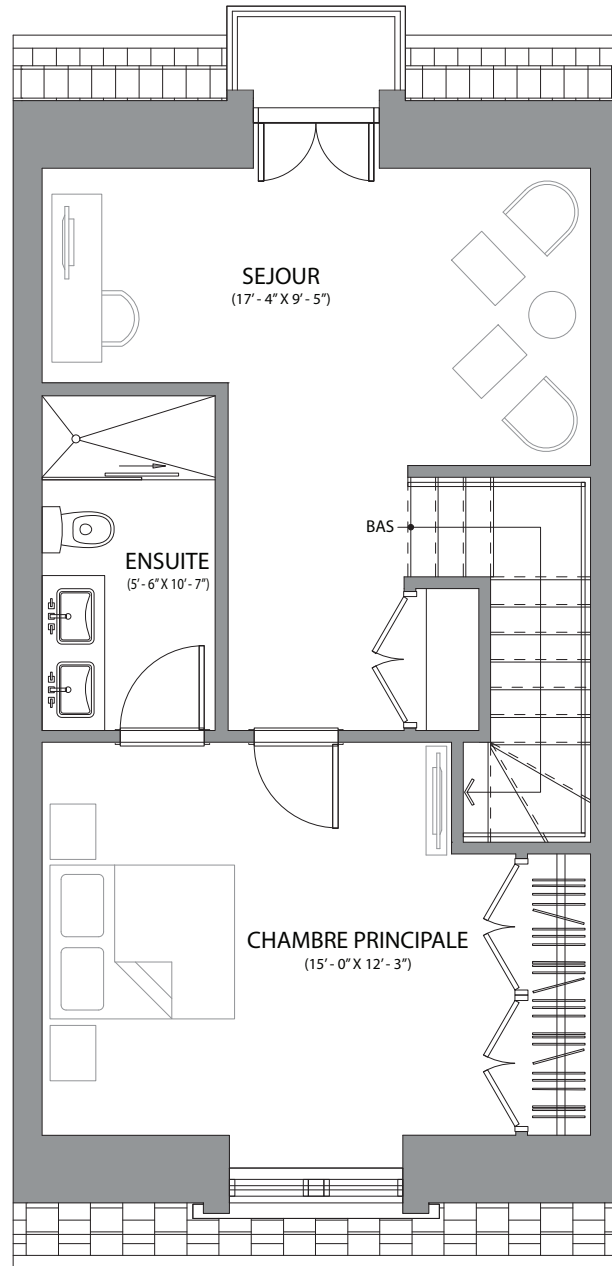 SEJOUR
(17' - 4" X 9' - 5")
BAS
ENSUITE
(5' - 6" X 10' - 7")
CHAMBRE PRINCIPALE
(15' - 0" X 12' - 3")